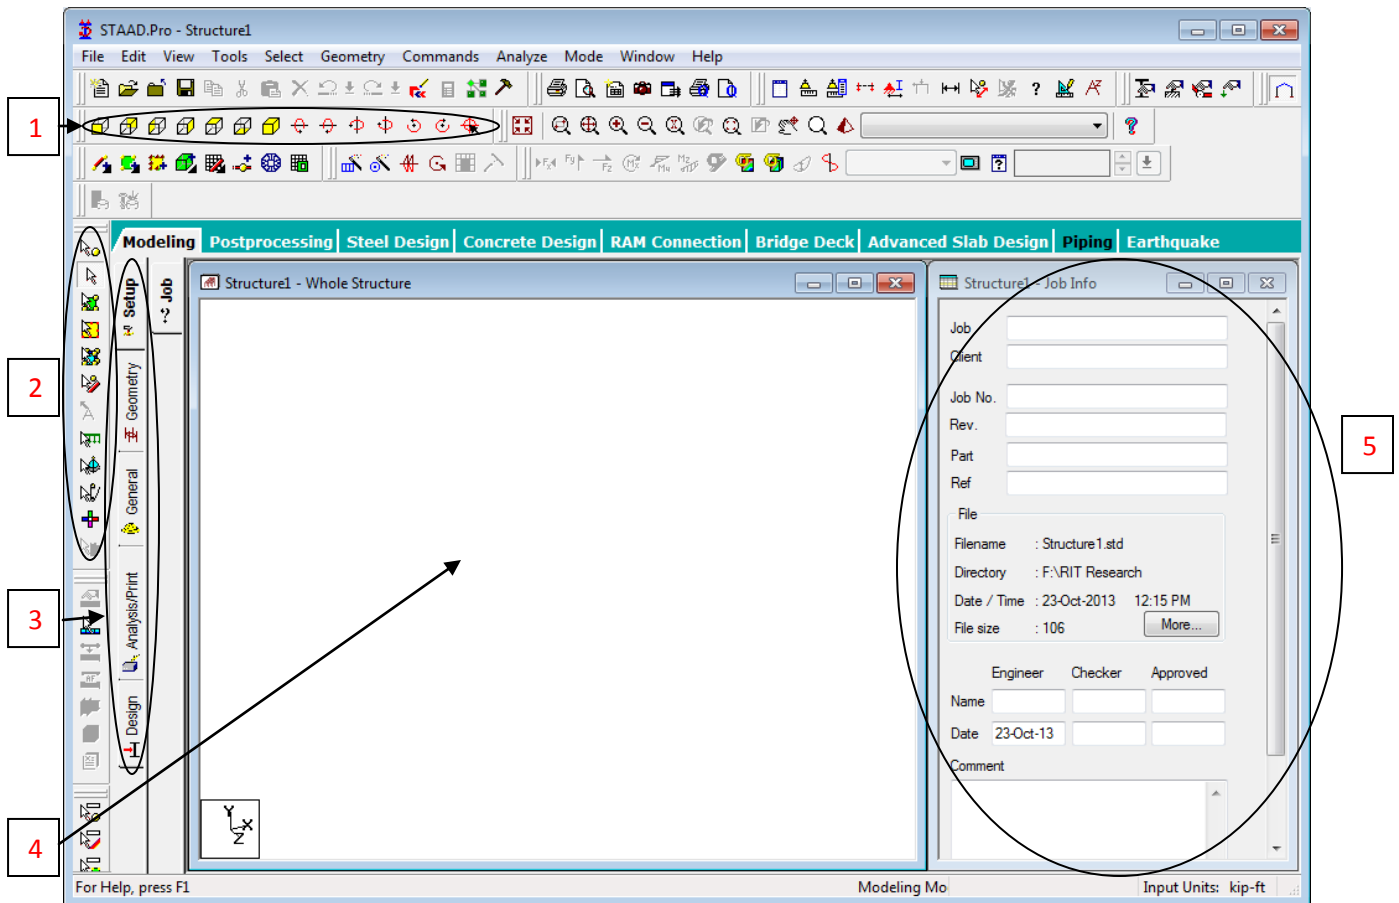 STAAD.Pro - Structure1
File Edit View Tools Select Geometry Commands Analyze Mode Window Help
1
Modeling Postprocessing Steel Design Concrete Design RAM Connection Bridge Deck Advanced Slab Design Piping Earthquake
Setup
Geometry
General
Analysis/Print
Design
Job
Structure1 - Whole Structure
Structure1 - Job Info
Job
Client
Job No.
Rev.
Part
Ref
File
Filename : Structure1.std
Directory : F:\RIT Research
Date / Time : 23-Oct-2013 12:15 PM
File size : 106 More...
Engineer Checker Approved
Name
Date 23-Oct-13
Comment
2
3
4
5
Y
X
Z
For Help, press F1 Modeling Mo Input Units: kip-ft